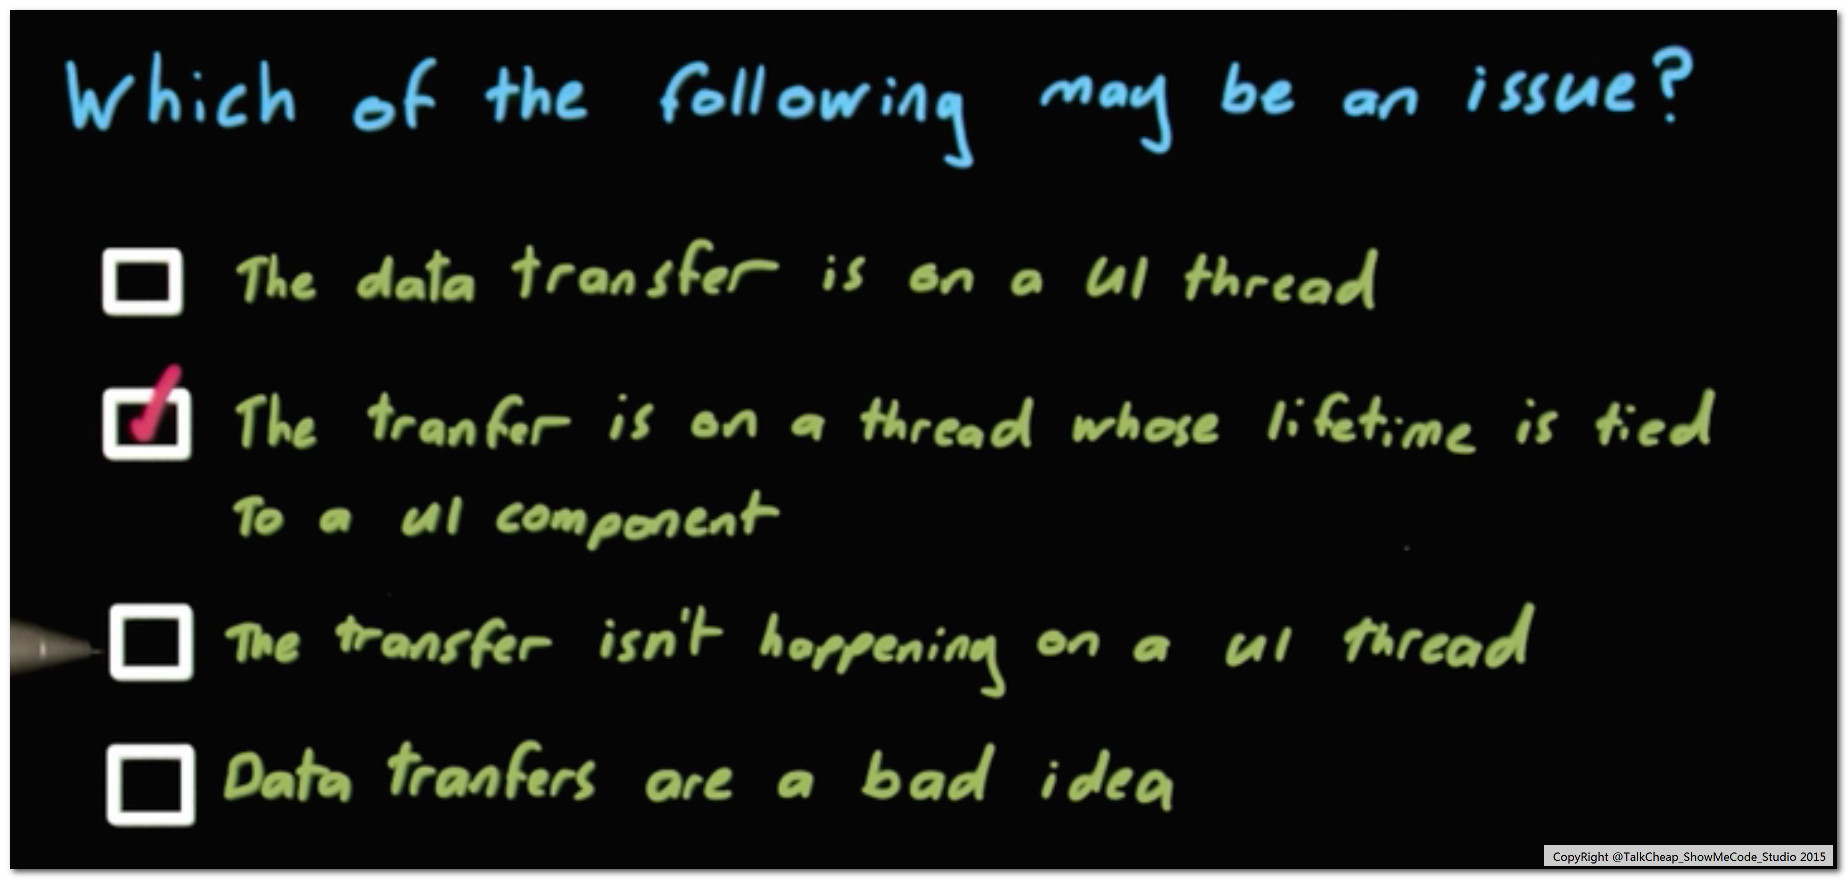 Which of the following may be an issue?
The data transfer is on a UI thread
The tranfer is on a thread whose lifetime is tied
To a UI component
The transfer isn't happening on a UI thread
Data tranfers are a bad idea
CopyRight @TalkCheap_ShowMeCode_Studio 2015